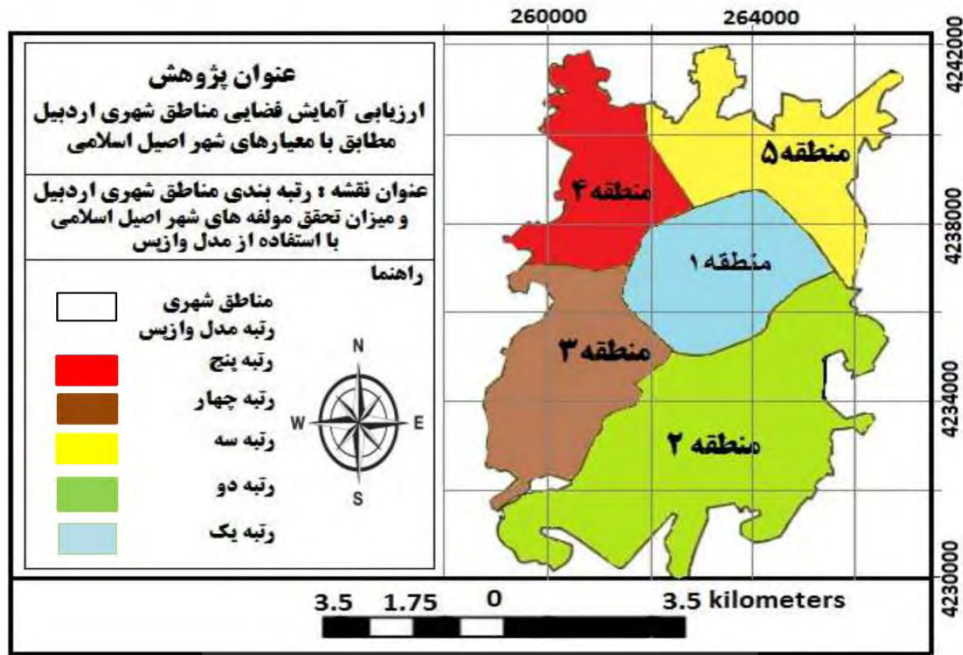 260000 264000
عنوان پژوهش
ارزیابی آمایش فضایی مناطق شهری اردبیل
مطابق با معیارهای شهر اصیل اسلامی
عنوان نقشه : رتبه بندی مناطق شهری اردبیل
و میزان تحقق مولفه های شهر اصیل اسلامی
با استفاده از مدل وازپس
راهنما
مناطق شهری
رتبه مدل وازپس
رتبه پنج
رتبه چهار
رتبه سه
رتبه دو
رتبه یک
N
W E
S
منطقه ۵
منطقه ۴
منطقه ۱
منطقه ۳
منطقه ۲
4242000
4238000
4234000
4230000
3.5 1.75 0 3.5 kilometers